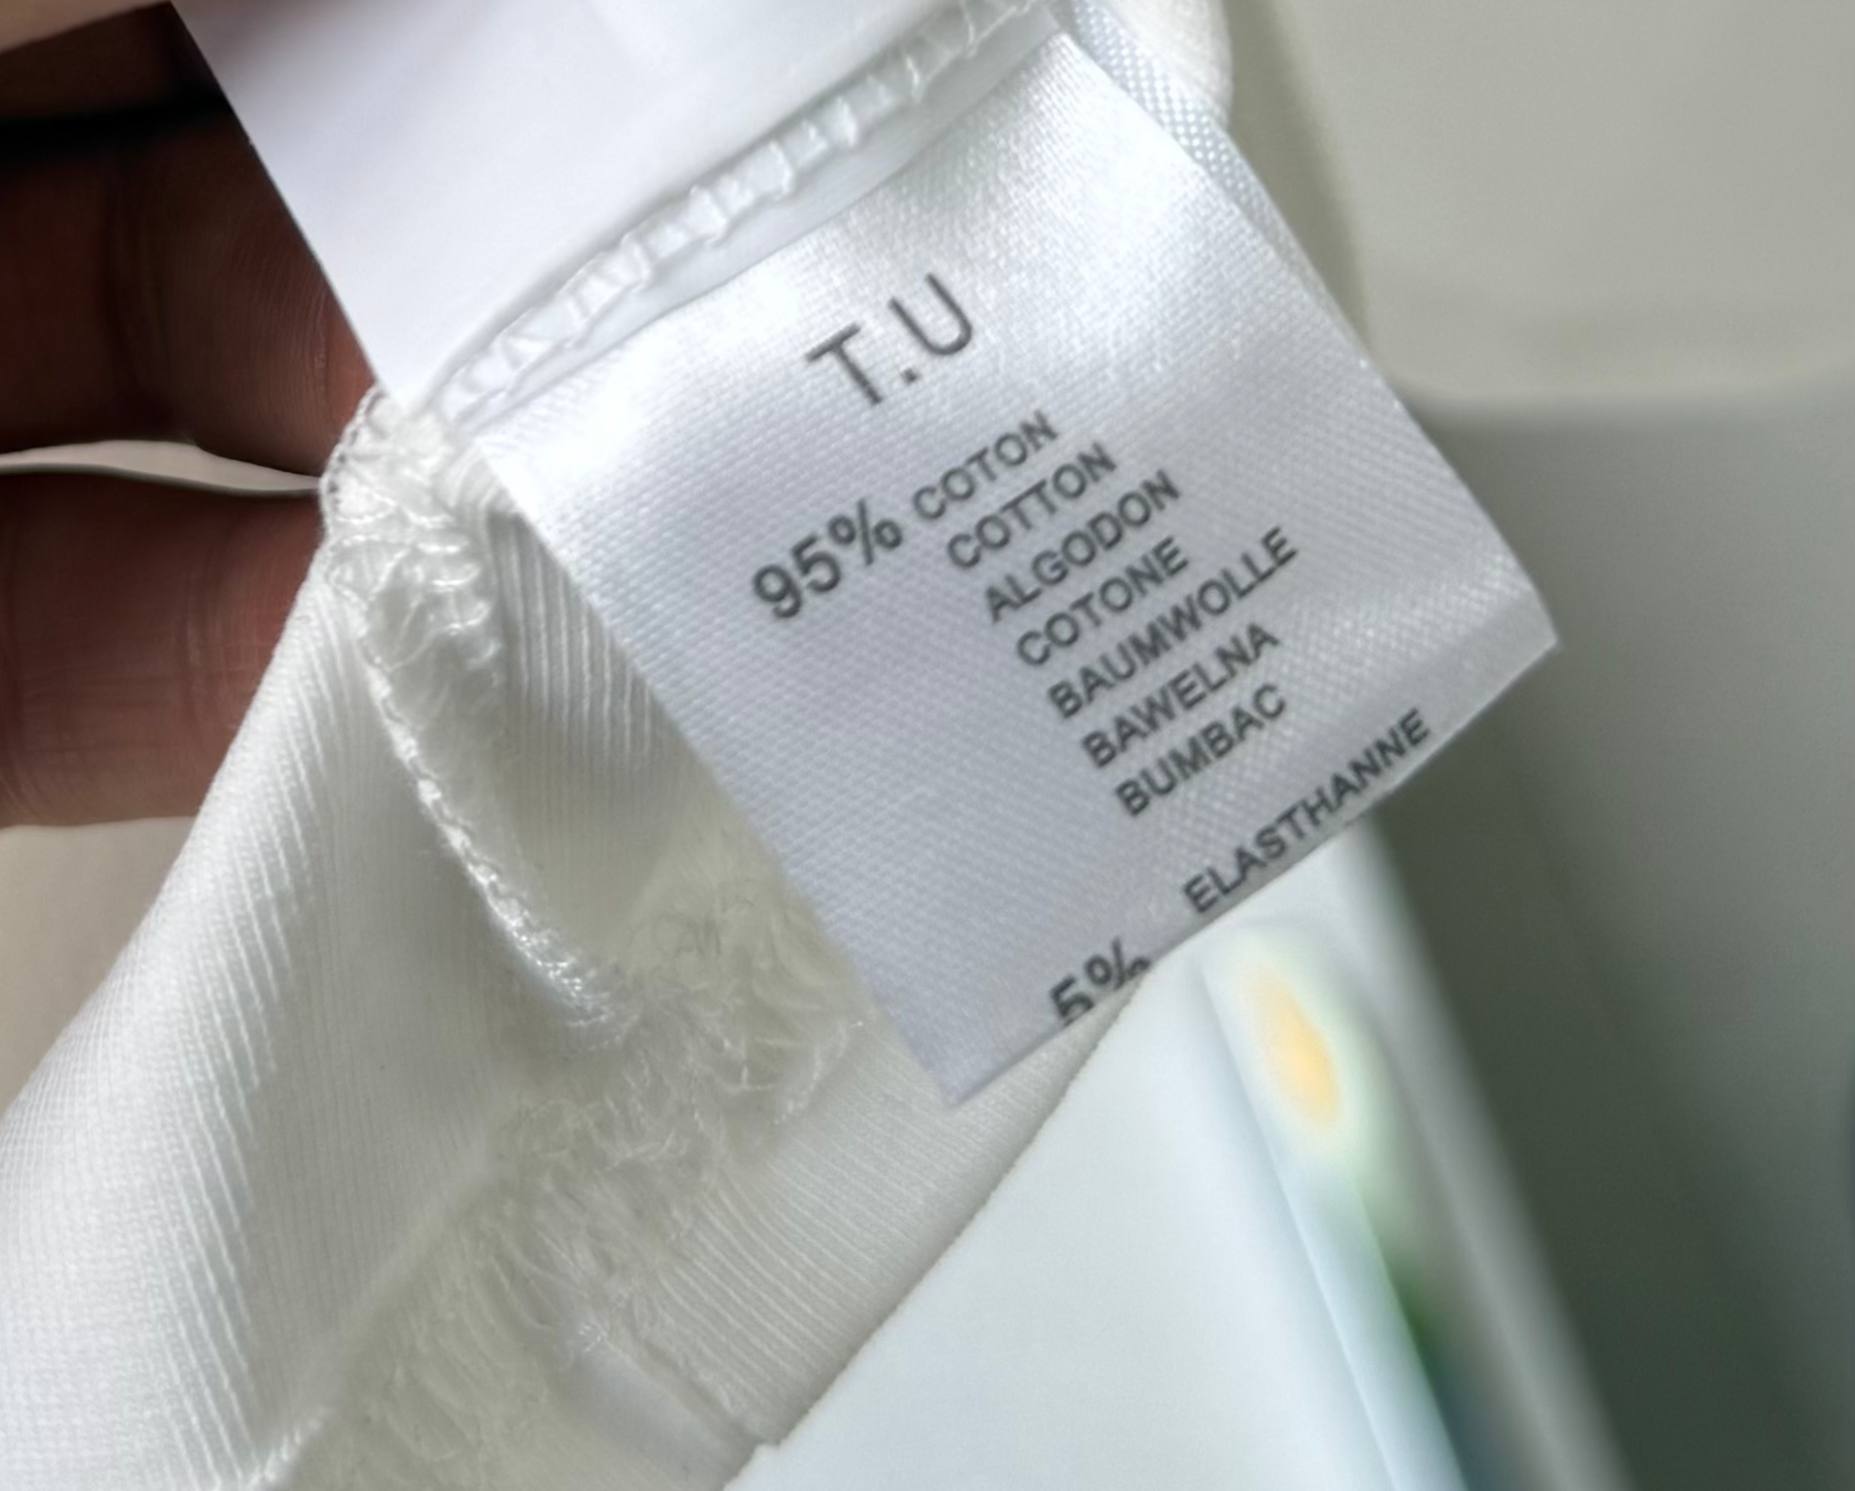 T.U
95% COTON
COTTON
ALGODON
COTONE
BAUMWOLLE
BAWELNA
BUMBAC
5% ELASTHANNE